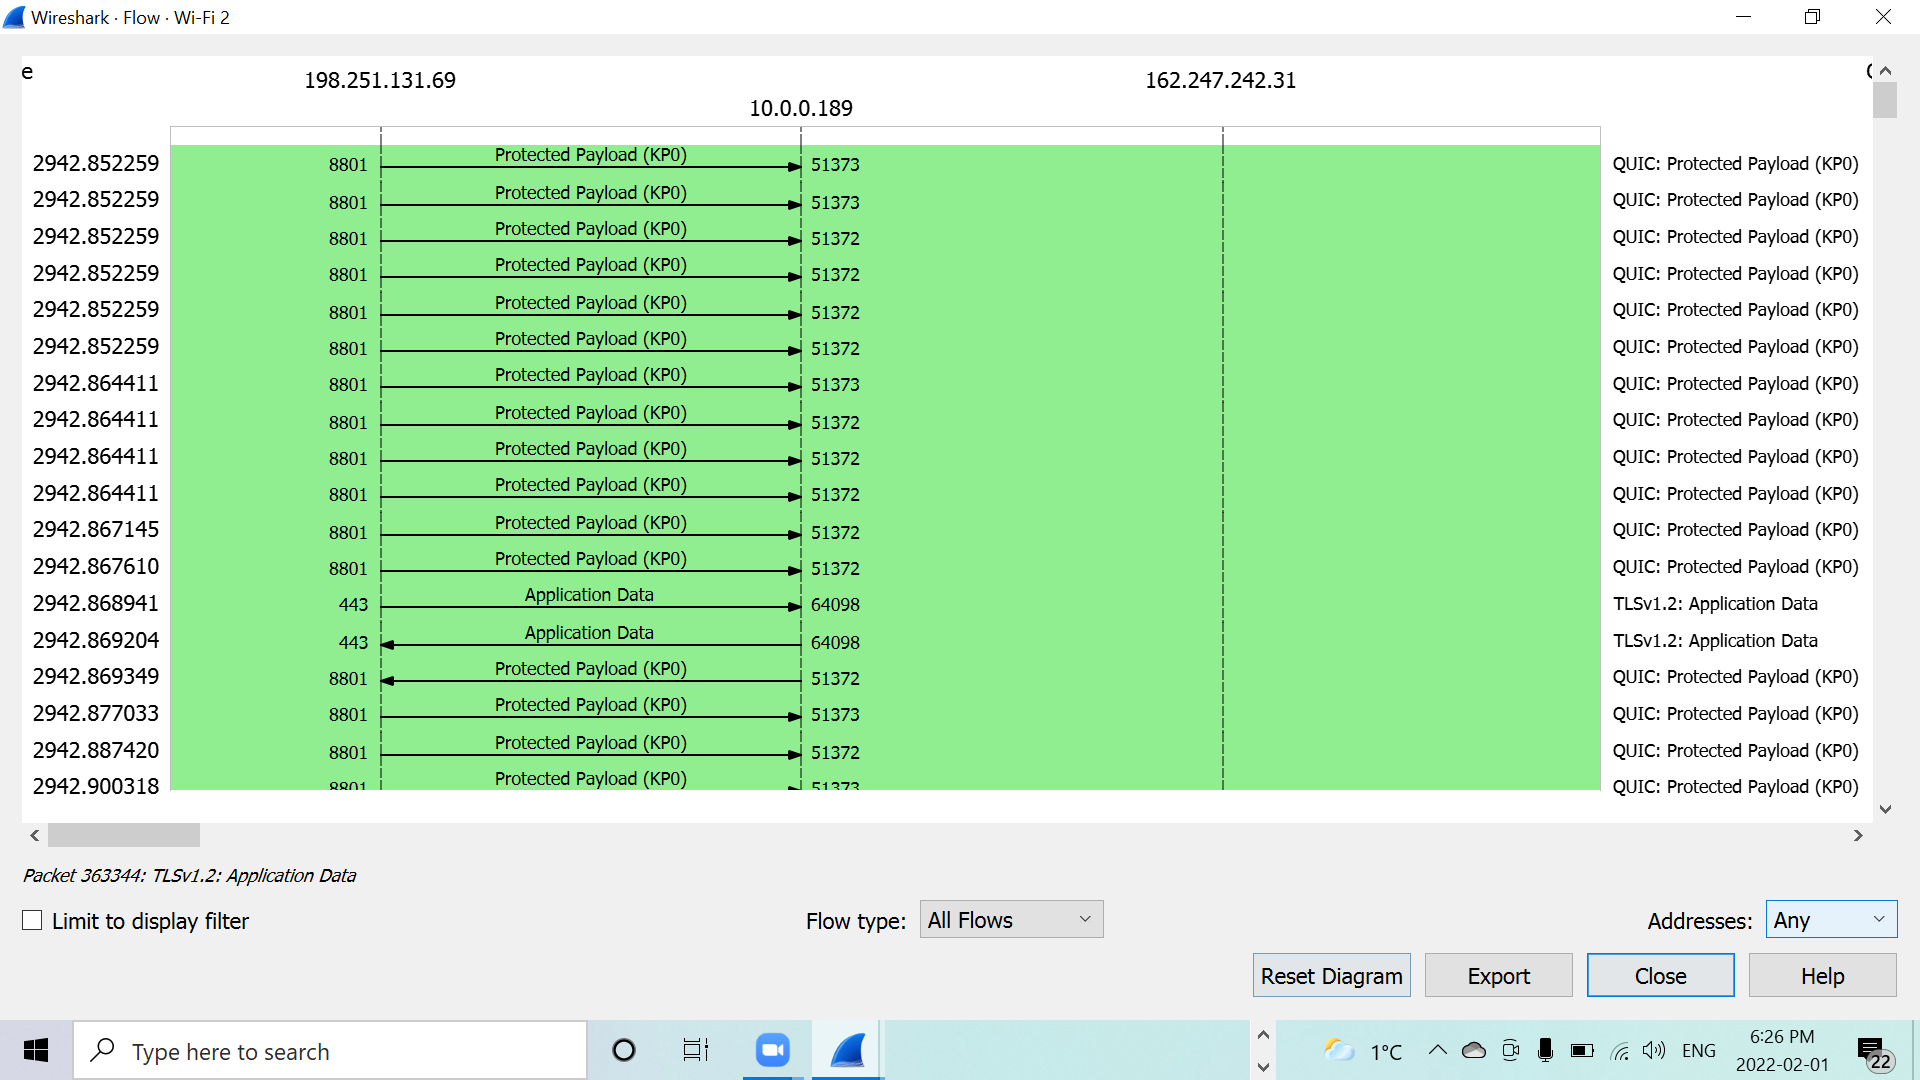 Wireshark · Flow · Wi-Fi 2
e
198.251.131.69 162.247.242.31
10.0.0.189
2942.852259 8801 Protected Payload (KP0) 51373 QUIC: Protected Payload (KP0)
2942.852259 8801 Protected Payload (KP0) 51373 QUIC: Protected Payload (KP0)
2942.852259 8801 Protected Payload (KP0) 51372 QUIC: Protected Payload (KP0)
2942.852259 8801 Protected Payload (KP0) 51372 QUIC: Protected Payload (KP0)
2942.852259 8801 Protected Payload (KP0) 51372 QUIC: Protected Payload (KP0)
2942.852259 8801 Protected Payload (KP0) 51372 QUIC: Protected Payload (KP0)
2942.864411 8801 Protected Payload (KP0) 51373 QUIC: Protected Payload (KP0)
2942.864411 8801 Protected Payload (KP0) 51372 QUIC: Protected Payload (KP0)
2942.864411 8801 Protected Payload (KP0) 51372 QUIC: Protected Payload (KP0)
2942.864411 8801 Protected Payload (KP0) 51372 QUIC: Protected Payload (KP0)
2942.867145 8801 Protected Payload (KP0) 51372 QUIC: Protected Payload (KP0)
2942.867610 8801 Protected Payload (KP0) 51372 QUIC: Protected Payload (KP0)
2942.868941 443 Application Data 64098 TLSv1.2: Application Data
2942.869204 443 Application Data 64098 TLSv1.2: Application Data
2942.869349 8801 Protected Payload (KP0) 51372 QUIC: Protected Payload (KP0)
2942.877033 8801 Protected Payload (KP0) 51373 QUIC: Protected Payload (KP0)
2942.887420 8801 Protected Payload (KP0) 51372 QUIC: Protected Payload (KP0)
2942.900318 8801 Protected Payload (KP0) 51373 QUIC: Protected Payload (KP0)
Packet 363344: TLSv1.2: Application Data
Limit to display filter Flow type: All Flows Addresses: Any
Reset Diagram Export Close Help
Type here to search 1°C ENG 6:26 PM
2022-02-01 22